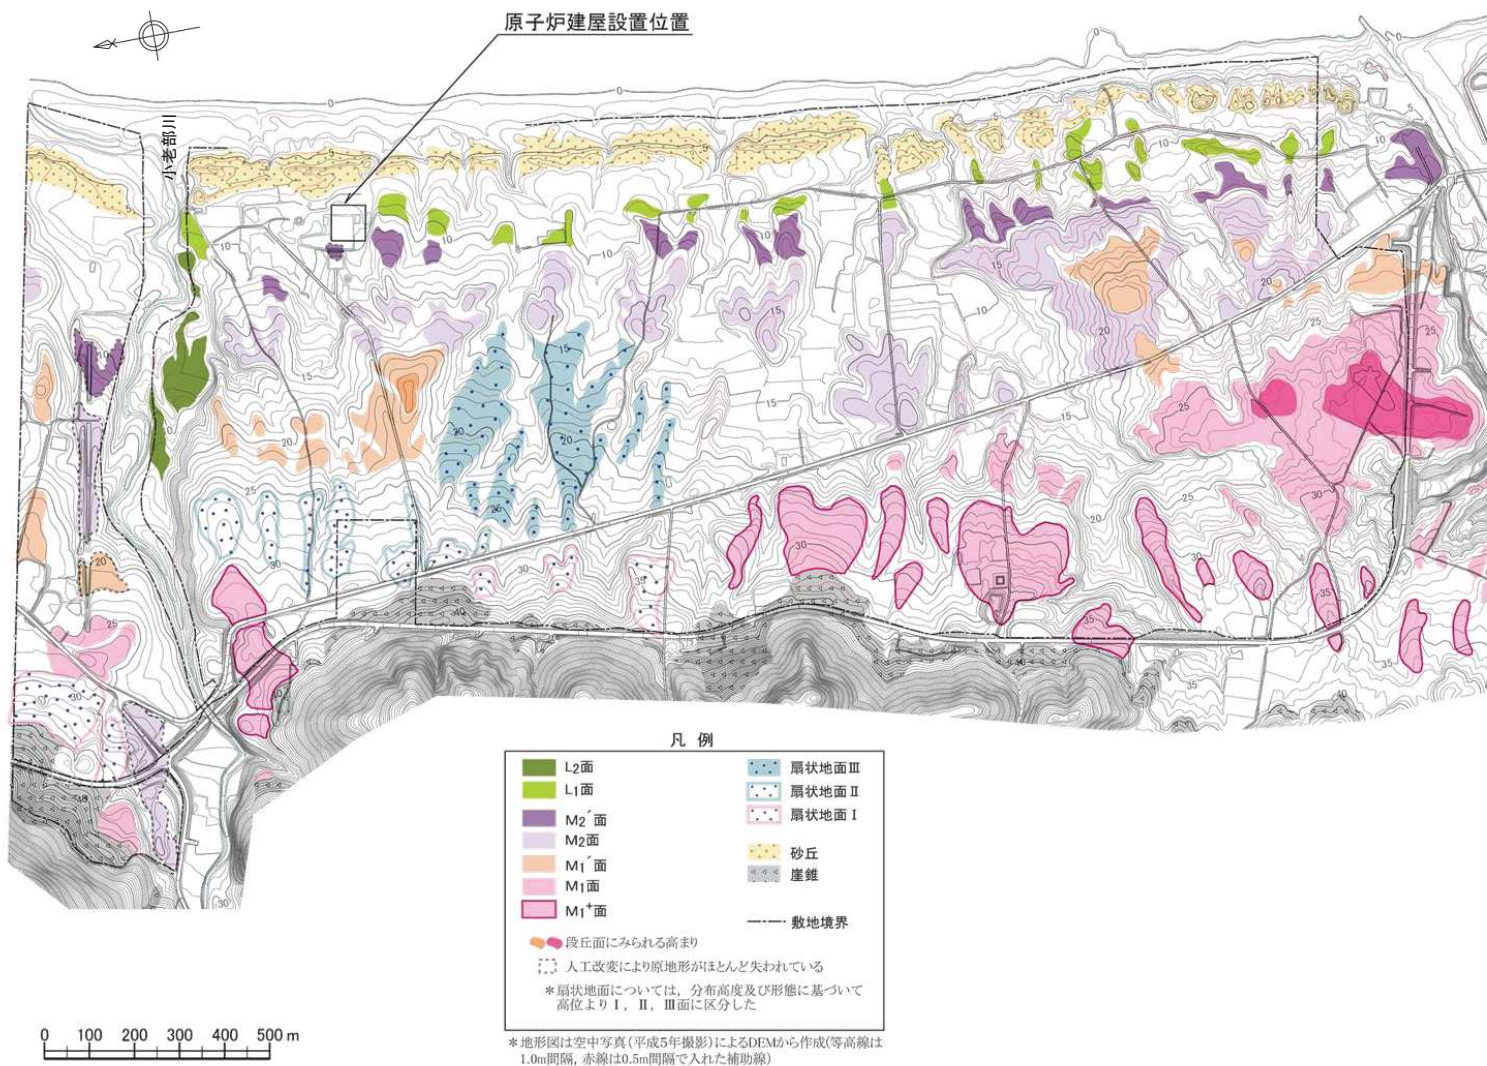 原子炉建屋設置位置
小老部川
凡 例
L2面
L1面
M2´面
M2面
M1´面
M1面
M1+面
扇状地面Ⅲ
扇状地面Ⅱ
扇状地面Ⅰ
砂丘
崖錐
敷地境界
段丘面にみられる高まり
人工改変により原地形がほとんど失われている
*扇状地面については，分布高度及び形態に基づいて
高位よりⅠ，Ⅱ，Ⅲ面に区分した
0 100 200 300 400 500 m
*地形図は空中写真(平成5年撮影)によるDEMから作成(等高線は
1.0m間隔，赤線は0.5m間隔で入れた補助線)